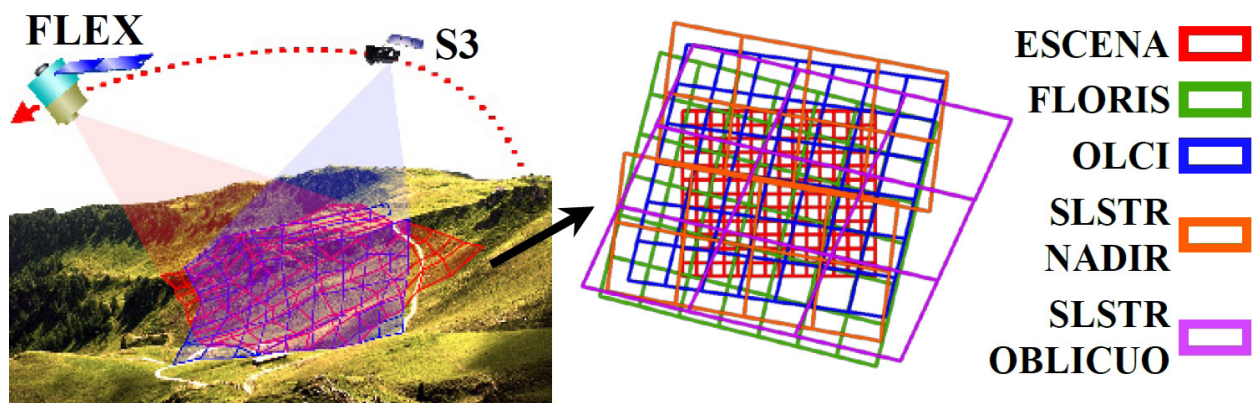 FLEX
S3
ESCENA
FLORIS
OLCI
SLSTR
NADIR
SLSTR
OBLICUO